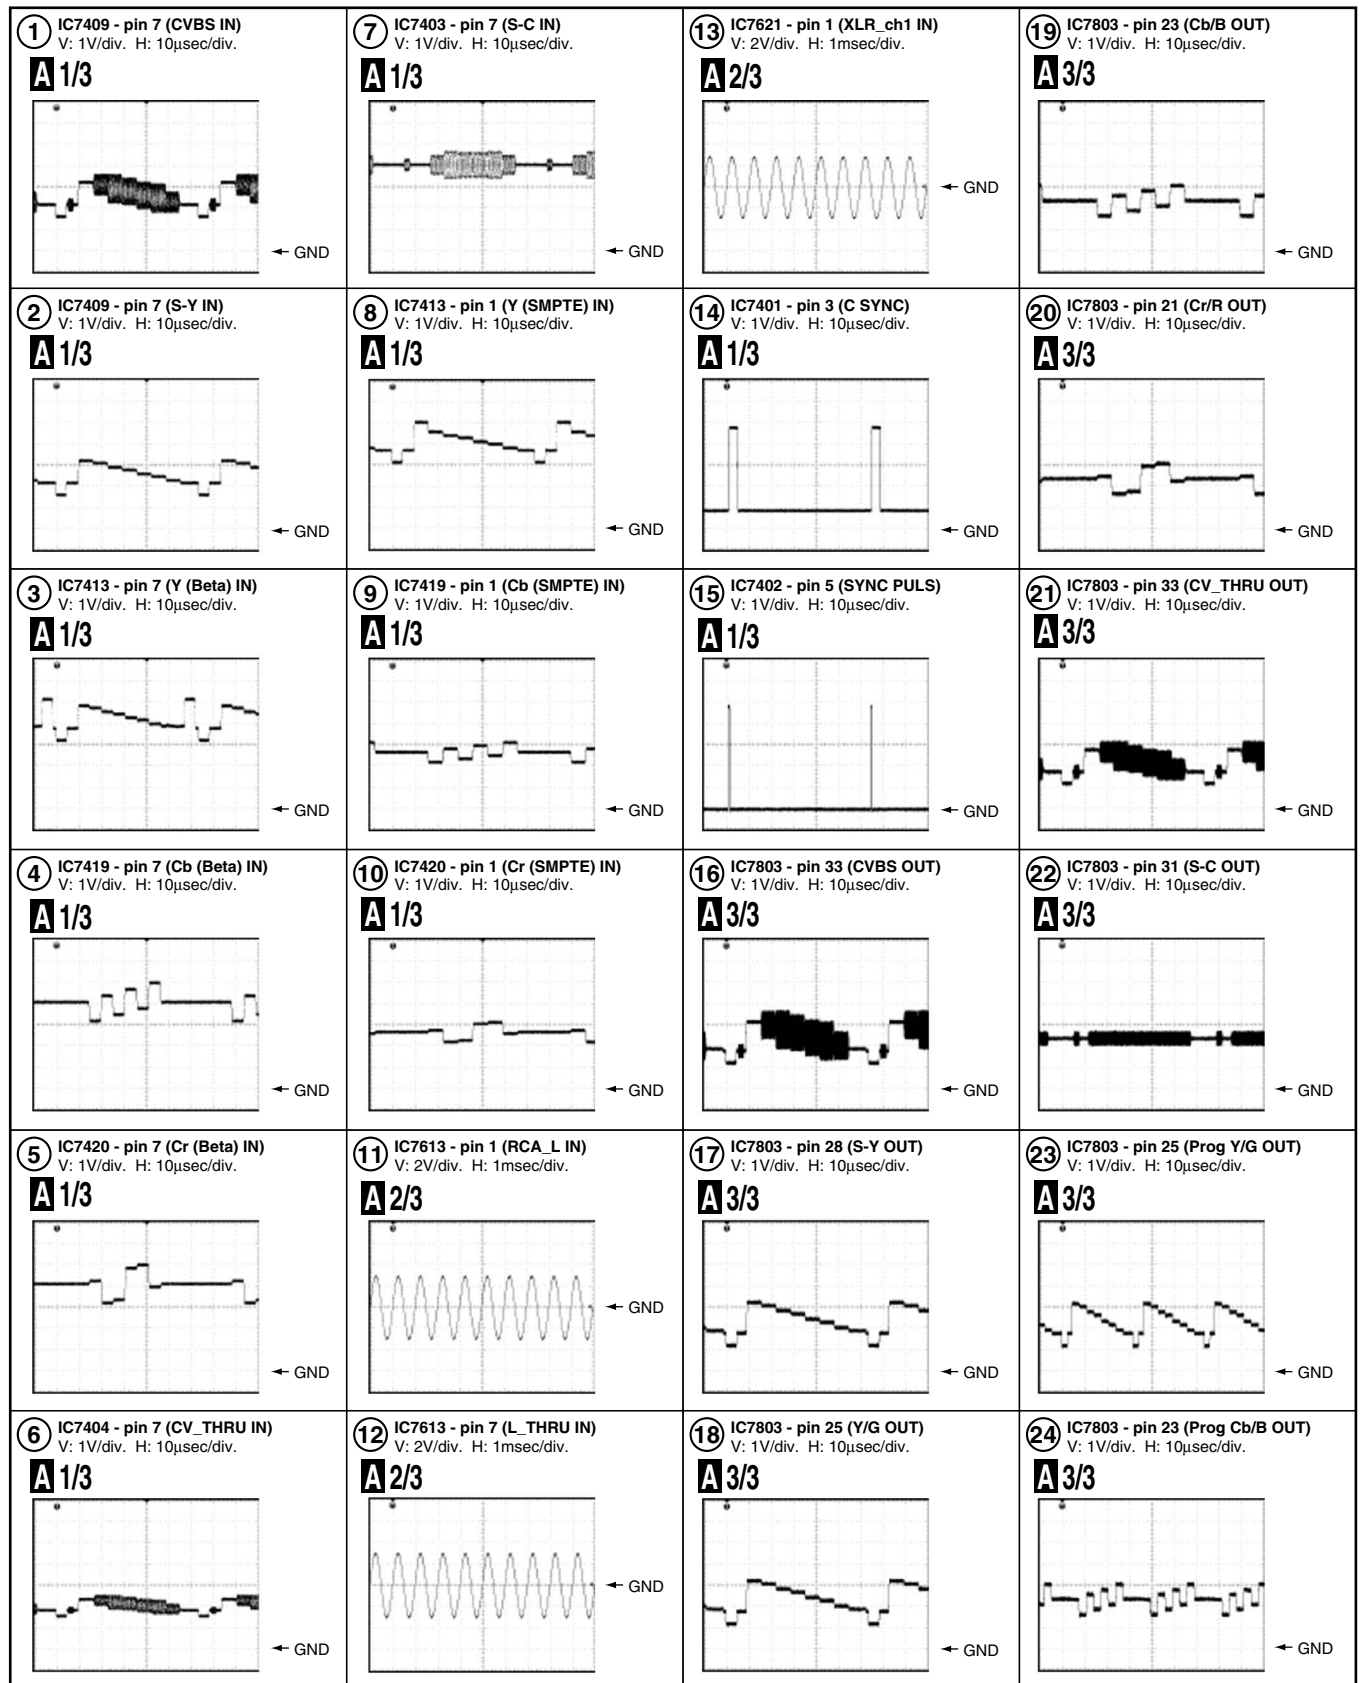 1 IC7409 - pin 7 (CVBS IN)
V: 1V/div. H: 10µsec/div.
A 1/3
← GND
2 IC7409 - pin 7 (S-Y IN)
V: 1V/div. H: 10µsec/div.
A 1/3
← GND
3 IC7413 - pin 7 (Y (Beta) IN)
V: 1V/div. H: 10µsec/div.
A 1/3
← GND
4 IC7419 - pin 7 (Cb (Beta) IN)
V: 1V/div. H: 10µsec/div.
A 1/3
← GND
5 IC7420 - pin 7 (Cr (Beta) IN)
V: 1V/div. H: 10µsec/div.
A 1/3
← GND
6 IC7404 - pin 7 (CV_THRU IN)
V: 1V/div. H: 10µsec/div.
A 1/3
← GND
7 IC7403 - pin 7 (S-C IN)
V: 1V/div. H: 10µsec/div.
A 1/3
← GND
8 IC7413 - pin 1 (Y (SMPTE) IN)
V: 1V/div. H: 10µsec/div.
A 1/3
← GND
9 IC7419 - pin 1 (Cb (SMPTE) IN)
V: 1V/div. H: 10µsec/div.
A 1/3
← GND
10 IC7420 - pin 1 (Cr (SMPTE) IN)
V: 1V/div. H: 10µsec/div.
A 1/3
← GND
11 IC7613 - pin 1 (RCA_L IN)
V: 2V/div. H: 1msec/div.
A 2/3
← GND
12 IC7613 - pin 7 (L_THRU IN)
V: 2V/div. H: 1msec/div.
A 2/3
← GND
13 IC7621 - pin 1 (XLR_ch1 IN)
V: 2V/div. H: 1msec/div.
A 2/3
← GND
14 IC7401 - pin 3 (C SYNC)
V: 1V/div. H: 10µsec/div.
A 1/3
← GND
15 IC7402 - pin 5 (SYNC PULS)
V: 1V/div. H: 10µsec/div.
A 1/3
← GND
16 IC7803 - pin 33 (CVBS OUT)
V: 1V/div. H: 10µsec/div.
A 3/3
← GND
17 IC7803 - pin 28 (S-Y OUT)
V: 1V/div. H: 10µsec/div.
A 3/3
← GND
18 IC7803 - pin 25 (Y/G OUT)
V: 1V/div. H: 10µsec/div.
A 3/3
← GND
19 IC7803 - pin 23 (Cb/B OUT)
V: 1V/div. H: 10µsec/div.
A 3/3
← GND
20 IC7803 - pin 21 (Cr/R OUT)
V: 1V/div. H: 10µsec/div.
A 3/3
← GND
21 IC7803 - pin 33 (CV_THRU OUT)
V: 1V/div. H: 10µsec/div.
A 3/3
← GND
22 IC7803 - pin 31 (S-C OUT)
V: 1V/div. H: 10µsec/div.
A 3/3
← GND
23 IC7803 - pin 25 (Prog Y/G OUT)
V: 1V/div. H: 10µsec/div.
A 3/3
← GND
24 IC7803 - pin 23 (Prog Cb/B OUT)
V: 1V/div. H: 10µsec/div.
A 3/3
← GND